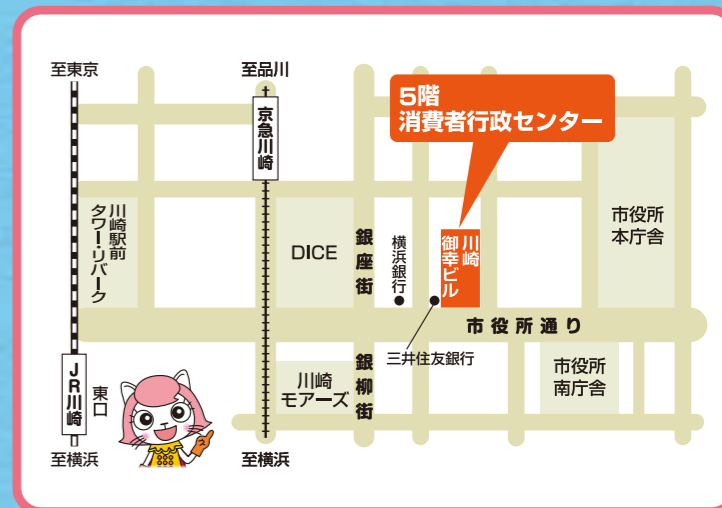 至東京
至品川
5階
消費者行政センター
京急川崎
川崎駅前
タワー・リバーク
DICE
銀座街
横浜銀行
川崎
御幸ビル
市役所
本庁舎
市役所通り
三井住友銀行
JR川崎
東口
川崎
モアーズ
銀柳街
市役所
南庁舎
至横浜
至横浜